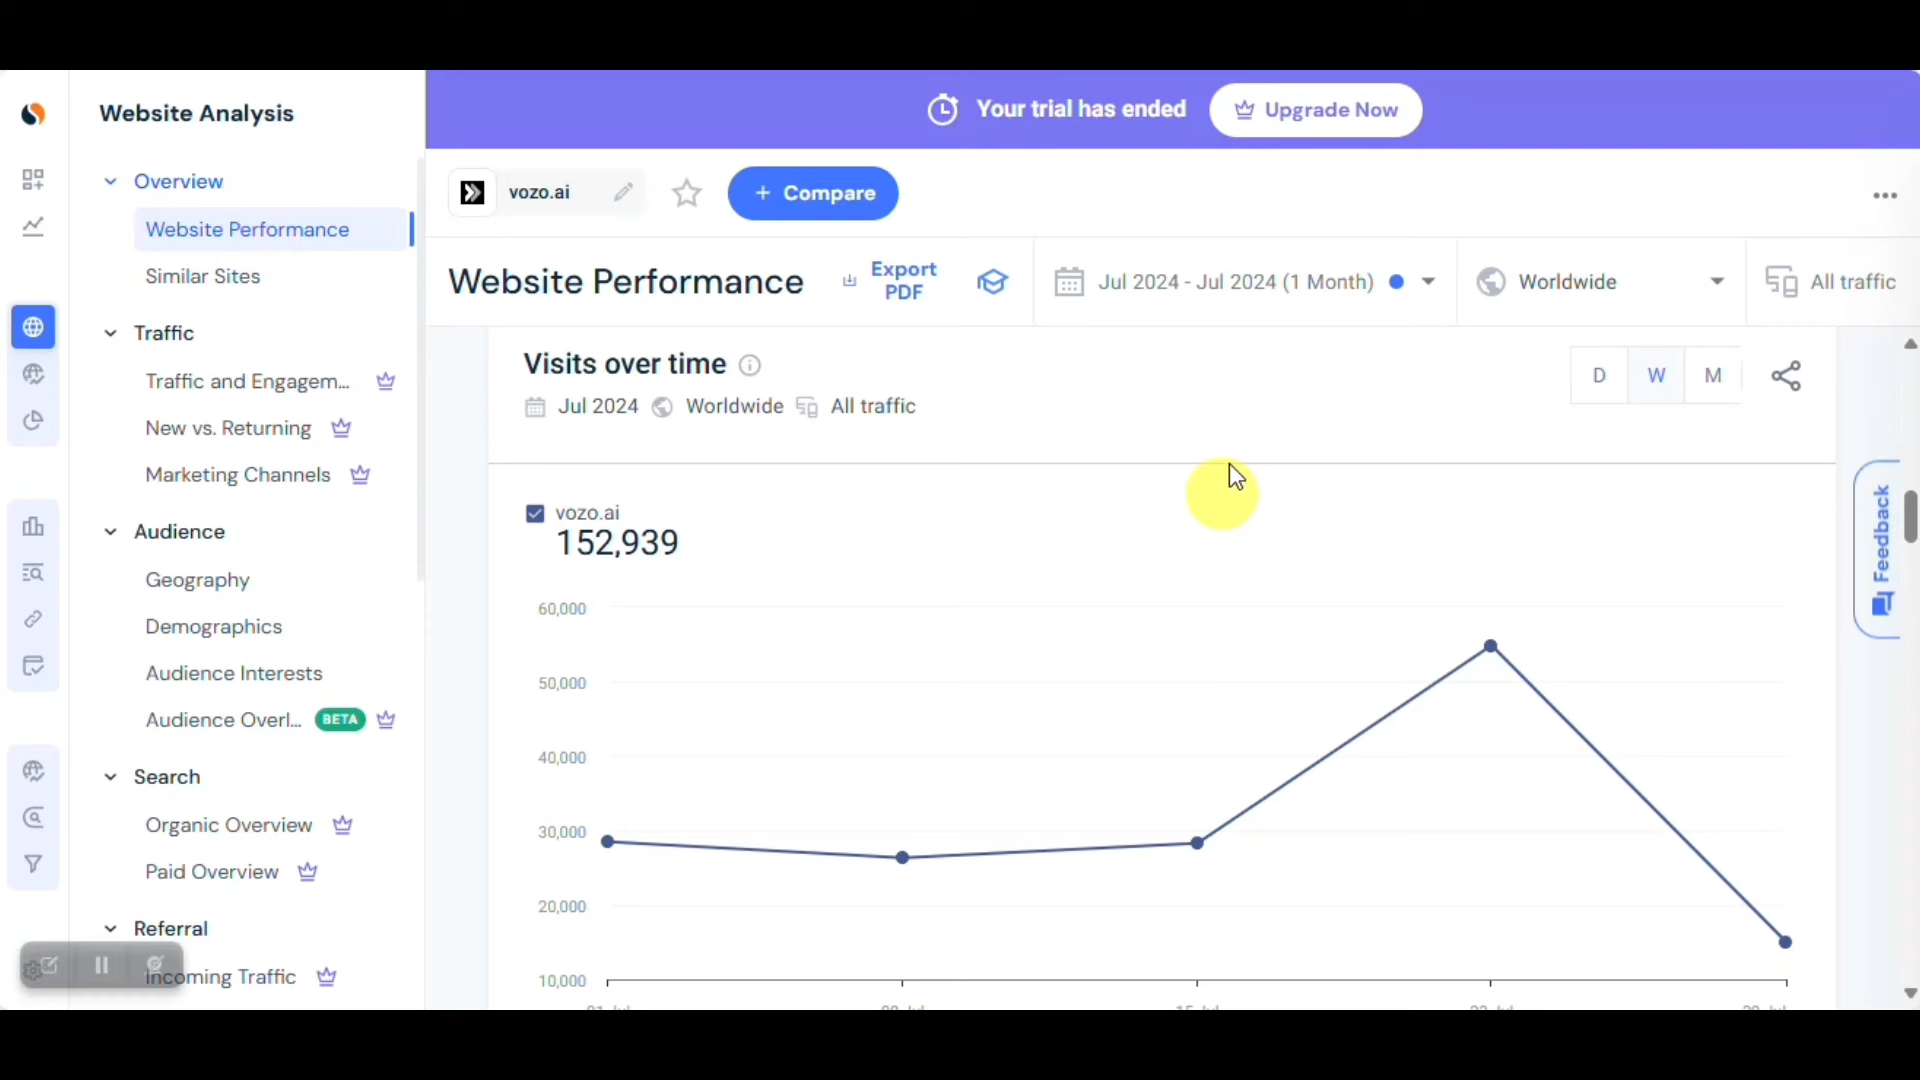 Website Analysis
Your trial has ended
Upgrade Now
Overview
Website Performance
Similar Sites
Traffic
Traffic and Engagem...
New vs. Returning
Marketing Channels
Audience
Geography
Demographics
Audience Interests
Audience Overl... BETA
Search
Organic Overview
Paid Overview
Referral
Incoming Traffic
vozo.ai
+ Compare
Website Performance
Export
PDF
Jul 2024 - Jul 2024 (1 Month)
Worldwide
All traffic
Visits over time
D W M
Jul 2024 Worldwide All traffic
vozo.ai
152,939
60,000
50,000
40,000
30,000
20,000
10,000
Feedback